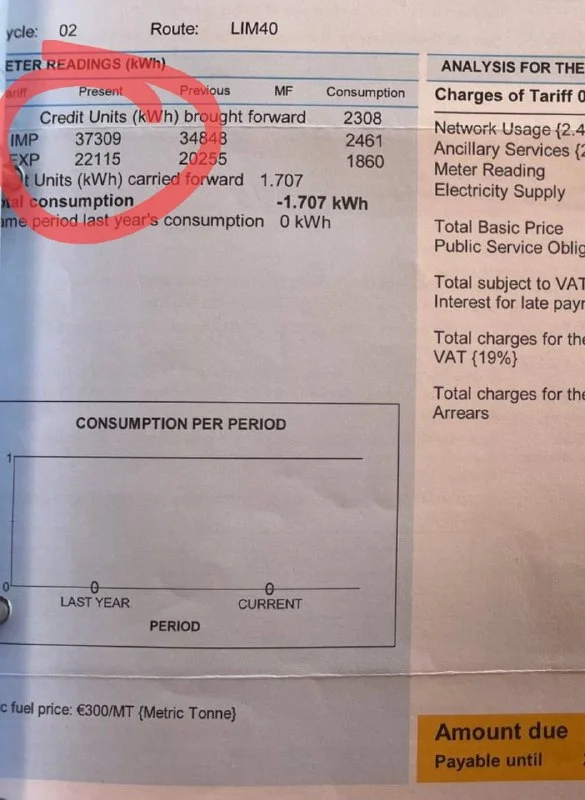 ycle: 02 Route: LIM40
ETER READINGS (kWh)
ariff Present Previous MF Consumption
Credit Units (kWh) brought forward 2308
IMP 37309 34848 2461
EXP 22115 20255 1860
t Units (kWh) carried forward 1.707
tal consumption -1.707 kWh
ame period last year's consumption 0 kWh
CONSUMPTION PER PERIOD
1
0
0 0
LAST YEAR CURRENT
PERIOD
c fuel price: €300/MT {Metric Tonne}
ANALYSIS FOR THE
Charges of Tariff 0
Network Usage {2.4
Ancillary Services {2
Meter Reading
Electricity Supply
Total Basic Price
Public Service Oblig
Total subject to VAT
Interest for late payr
Total charges for the
VAT {19%}
Total charges for the
Arrears
Amount due
Payable until